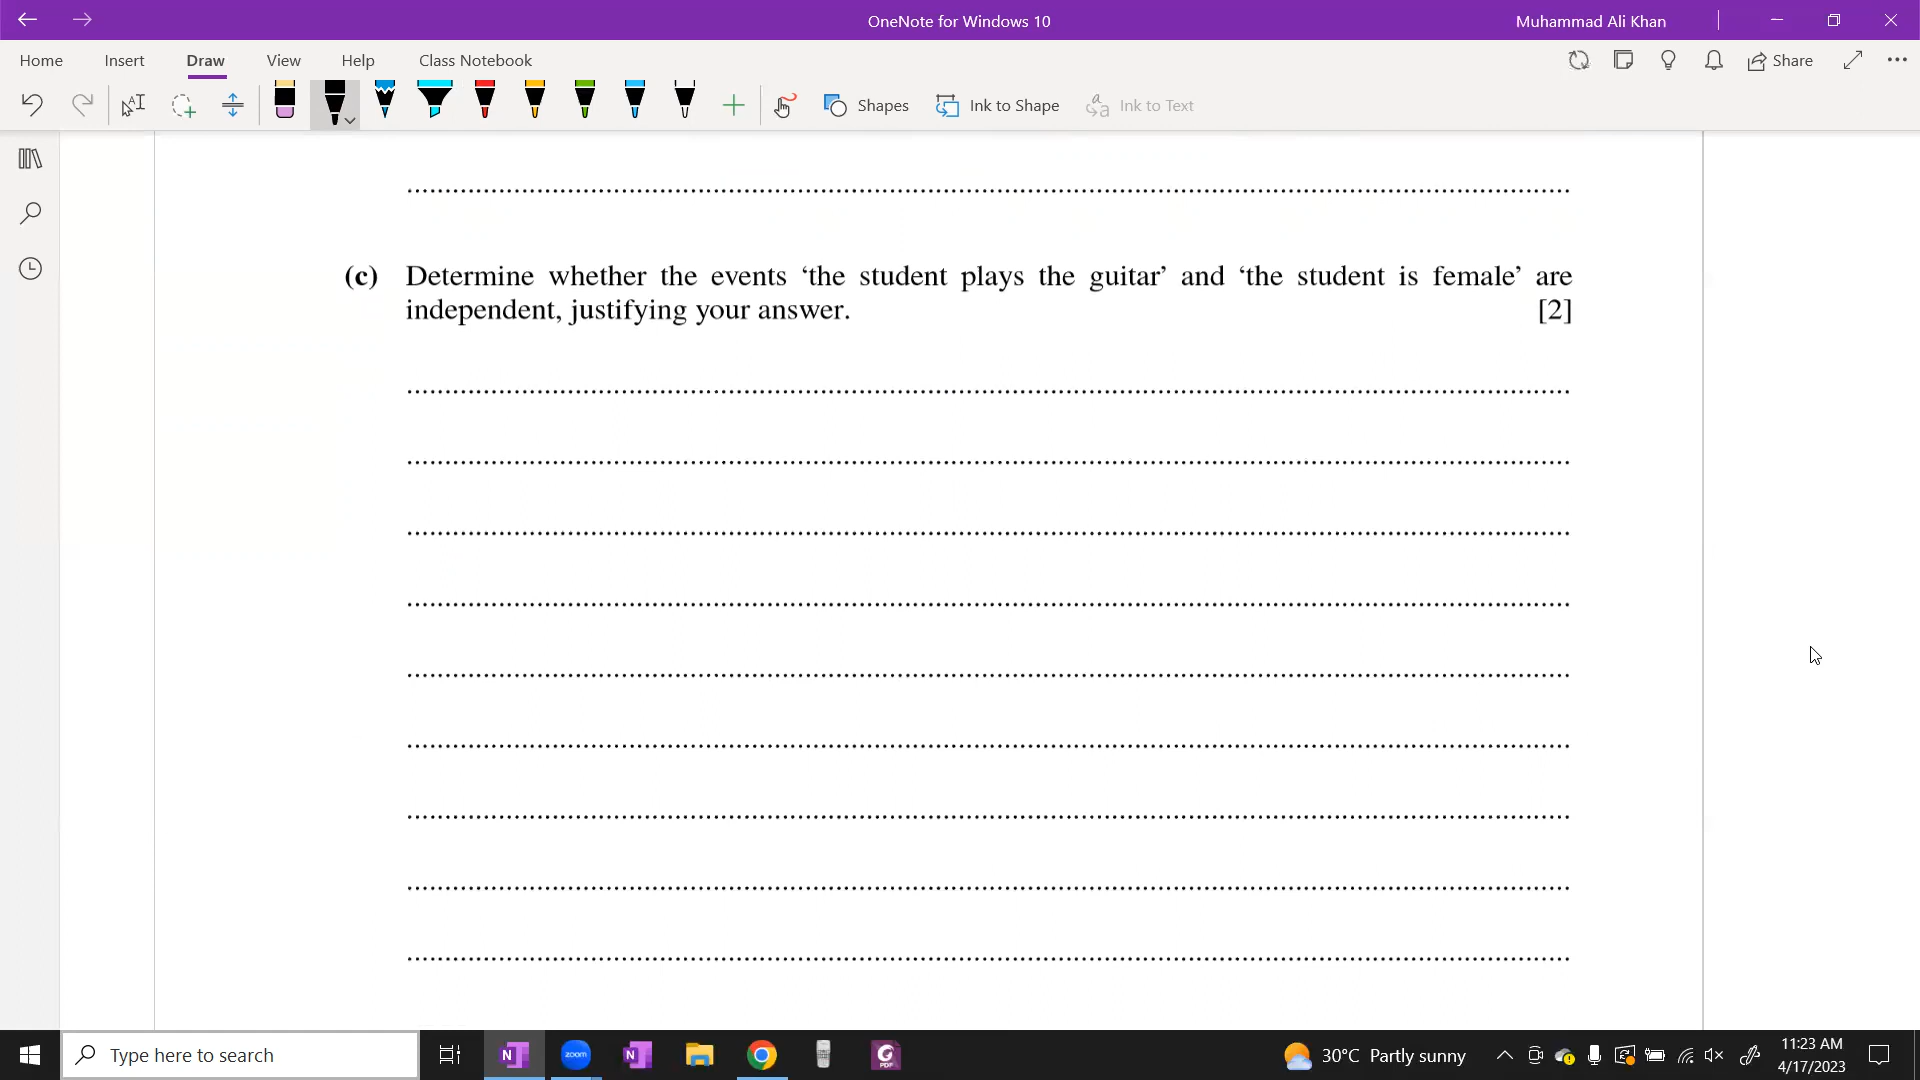 OneNote for Windows 10
Muhammad Ali Khan
Home Insert Draw View Help Class Notebook
Share
Shapes Ink to Shape Ink to Text
(c) Determine whether the events ‘the student plays the guitar’ and ‘the student is female’ are
independent, justifying your answer. [2]
Type here to search
zoom
PDF
30°C Partly sunny
11:23 AM
4/17/2023